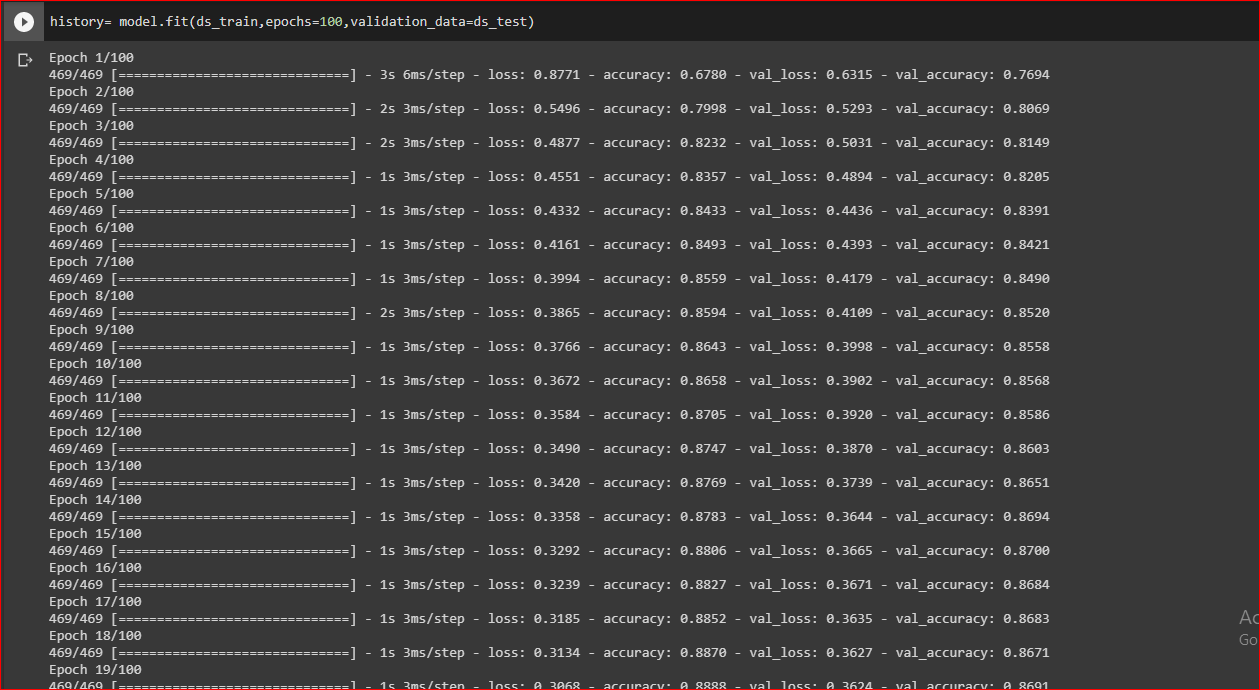 history= model.fit(ds_train,epochs=100,validation_data=ds_test)
Epoch 1/100
469/469 [==============================] - 3s 6ms/step - loss: 0.8771 - accuracy: 0.6780 - val_loss: 0.6315 - val_accuracy: 0.7694
Epoch 2/100
469/469 [==============================] - 2s 3ms/step - loss: 0.5496 - accuracy: 0.7998 - val_loss: 0.5293 - val_accuracy: 0.8069
Epoch 3/100
469/469 [==============================] - 2s 3ms/step - loss: 0.4877 - accuracy: 0.8232 - val_loss: 0.5031 - val_accuracy: 0.8149
Epoch 4/100
469/469 [==============================] - 1s 3ms/step - loss: 0.4551 - accuracy: 0.8357 - val_loss: 0.4894 - val_accuracy: 0.8205
Epoch 5/100
469/469 [==============================] - 1s 3ms/step - loss: 0.4332 - accuracy: 0.8433 - val_loss: 0.4436 - val_accuracy: 0.8391
Epoch 6/100
469/469 [==============================] - 1s 3ms/step - loss: 0.4161 - accuracy: 0.8493 - val_loss: 0.4393 - val_accuracy: 0.8421
Epoch 7/100
469/469 [==============================] - 1s 3ms/step - loss: 0.3994 - accuracy: 0.8559 - val_loss: 0.4179 - val_accuracy: 0.8490
Epoch 8/100
469/469 [==============================] - 2s 3ms/step - loss: 0.3865 - accuracy: 0.8594 - val_loss: 0.4109 - val_accuracy: 0.8520
Epoch 9/100
469/469 [==============================] - 1s 3ms/step - loss: 0.3766 - accuracy: 0.8643 - val_loss: 0.3998 - val_accuracy: 0.8558
Epoch 10/100
469/469 [==============================] - 1s 3ms/step - loss: 0.3672 - accuracy: 0.8658 - val_loss: 0.3902 - val_accuracy: 0.8568
Epoch 11/100
469/469 [==============================] - 1s 3ms/step - loss: 0.3584 - accuracy: 0.8705 - val_loss: 0.3920 - val_accuracy: 0.8586
Epoch 12/100
469/469 [==============================] - 1s 3ms/step - loss: 0.3490 - accuracy: 0.8747 - val_loss: 0.3870 - val_accuracy: 0.8603
Epoch 13/100
469/469 [==============================] - 1s 3ms/step - loss: 0.3420 - accuracy: 0.8769 - val_loss: 0.3739 - val_accuracy: 0.8651
Epoch 14/100
469/469 [==============================] - 1s 3ms/step - loss: 0.3358 - accuracy: 0.8783 - val_loss: 0.3644 - val_accuracy: 0.8694
Epoch 15/100
469/469 [==============================] - 1s 3ms/step - loss: 0.3292 - accuracy: 0.8806 - val_loss: 0.3665 - val_accuracy: 0.8700
Epoch 16/100
469/469 [==============================] - 1s 3ms/step - loss: 0.3239 - accuracy: 0.8827 - val_loss: 0.3671 - val_accuracy: 0.8684
Epoch 17/100
469/469 [==============================] - 1s 3ms/step - loss: 0.3185 - accuracy: 0.8852 - val_loss: 0.3635 - val_accuracy: 0.8683
Epoch 18/100
469/469 [==============================] - 1s 3ms/step - loss: 0.3134 - accuracy: 0.8870 - val_loss: 0.3627 - val_accuracy: 0.8671
Epoch 19/100
469/469 [==============================] - 1s 3ms/step - loss: 0.3068 - accuracy: 0.8888 - val_loss: 0.3624 - val_accuracy: 0.8691
Ac
Go